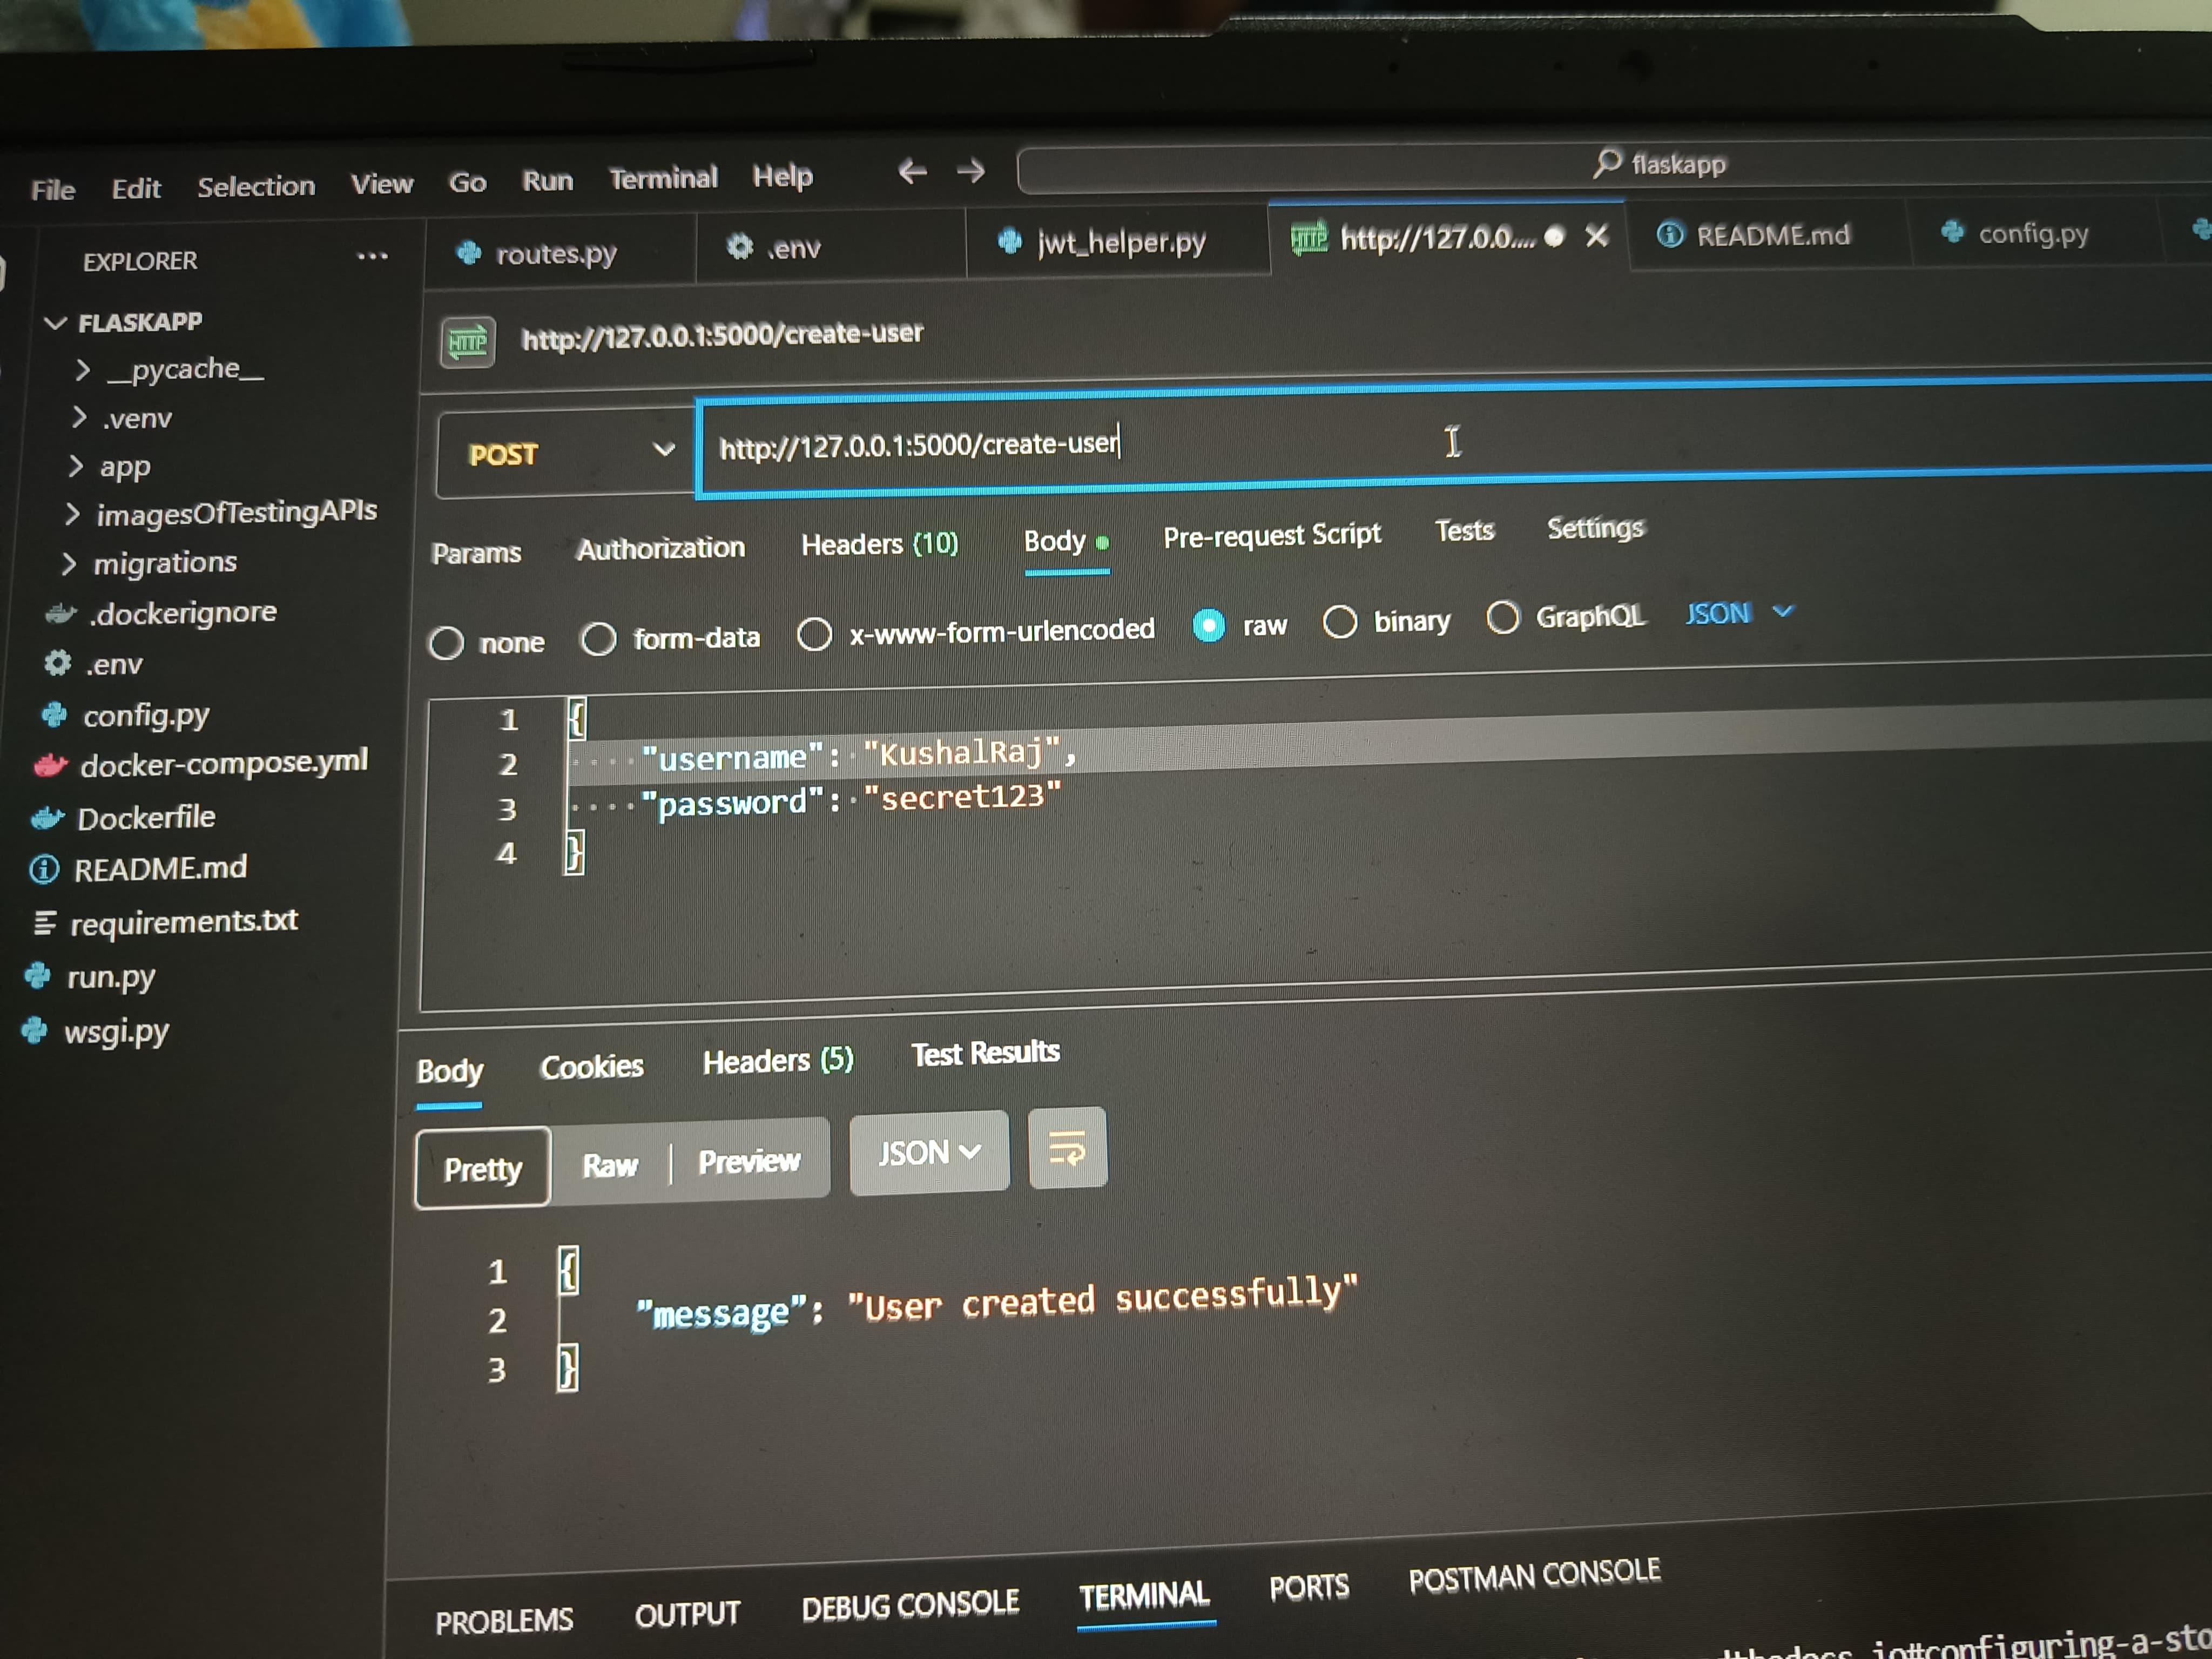 File Edit Selection View Go Run Terminal Help ← → flaskapp
EXPLORER ...
routes.py .env jwt_helper.py HTTP http://127.0.0.... README.md config.py
FLASKAPP
__pycache__
.venv
app
imagesOfTestingAPIs
migrations
.dockerignore
.env
config.py
docker-compose.yml
Dockerfile
README.md
requirements.txt
run.py
wsgi.py
HTTP http://127.0.0.1:5000/create-user
POST http://127.0.0.1:5000/create-user
Params Authorization Headers (10) Body Pre-request Script Tests Settings
none form-data x-www-form-urlencoded raw binary GraphQL JSON
1 {
2 "username": "KushalRaj",
3 "password": "secret123"
4 }
Body Cookies Headers (5) Test Results
Pretty Raw | Preview JSON
1 {
2 "message": "User created successfully"
3 }
PROBLEMS OUTPUT DEBUG CONSOLE TERMINAL PORTS POSTMAN CONSOLE